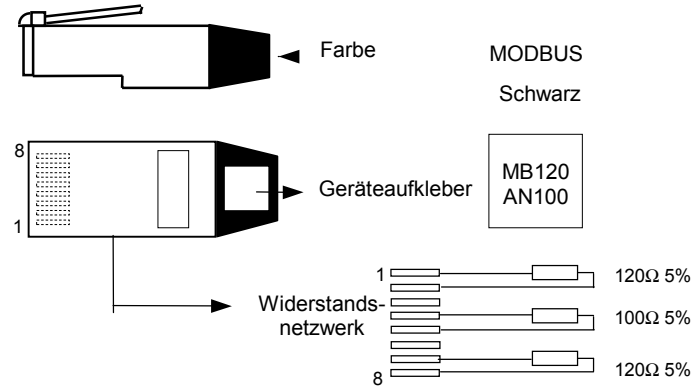 Farbe
MODBUS
Schwarz
8
1
Geräteaufkleber
MB120
AN100
Widerstands-
netzwerk
1
8
120Ω 5%
100Ω 5%
120Ω 5%